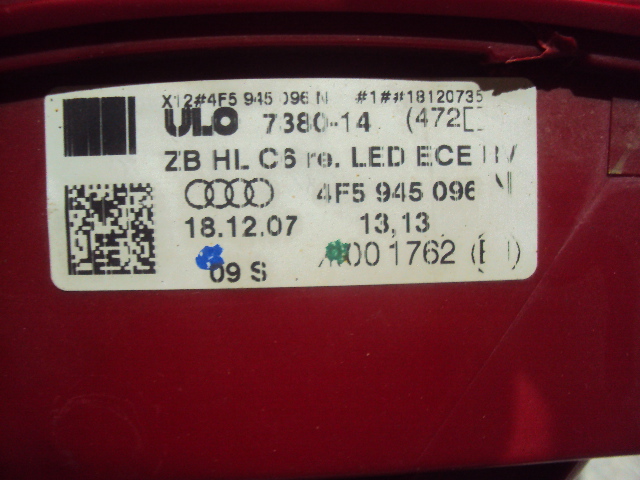 X12#4F5 945 096 N #1##18120735
ULO 7380-14 (472
ZB HL C6 re. LED ECE
4F5 945 096 N
18.12.07 13,13
09 S 001762